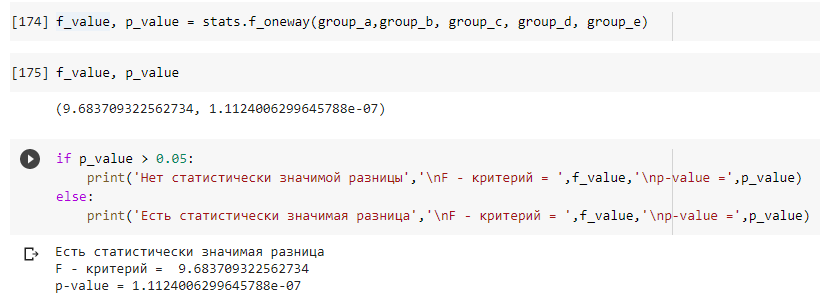 [174] f_value, p_value = stats.f_oneway(group_a,group_b, group_c, group_d, group_e)
[175] f_value, p_value
(9.683709322562734, 1.1124006299645788e-07)
if p_value > 0.05:
    print('Нет статистически значимой разницы','\nF - критерий = ',f_value,'\np-value =',p_value)
else:
    print('Есть статистически значимая разница','\nF - критерий = ',f_value,'\np-value =',p_value)
Есть статистически значимая разница
F - критерий =  9.683709322562734
p-value = 1.1124006299645788e-07